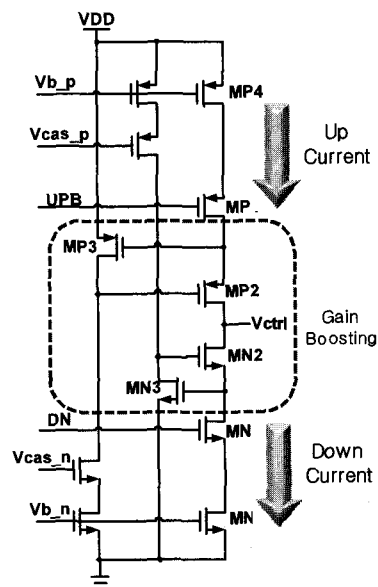 VDD
Vb_p
MP4
Vcas_p
Up
Current
UPB
MP
MP3
MP2
Gain
Boosting
Vctrl
MN2
MN3
DN
MN
Vcas_n
Down
Current
Vb_n
MN